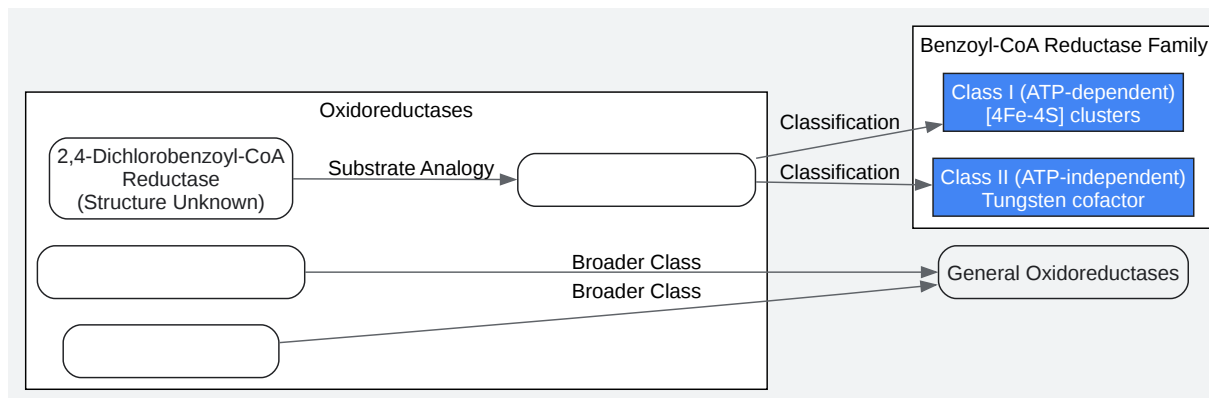 Benzoyl-CoA Reductase Family
Class I (ATP-dependent)
[4Fe-4S] clusters
Oxidoreductases
Classification
2,4-Dichlorobenzoyl-CoA
Reductase
(Structure Unknown)
Substrate Analogy
Classification
Class II (ATP-independent)
Tungsten cofactor
Broader Class
General Oxidoreductases
Broader Class